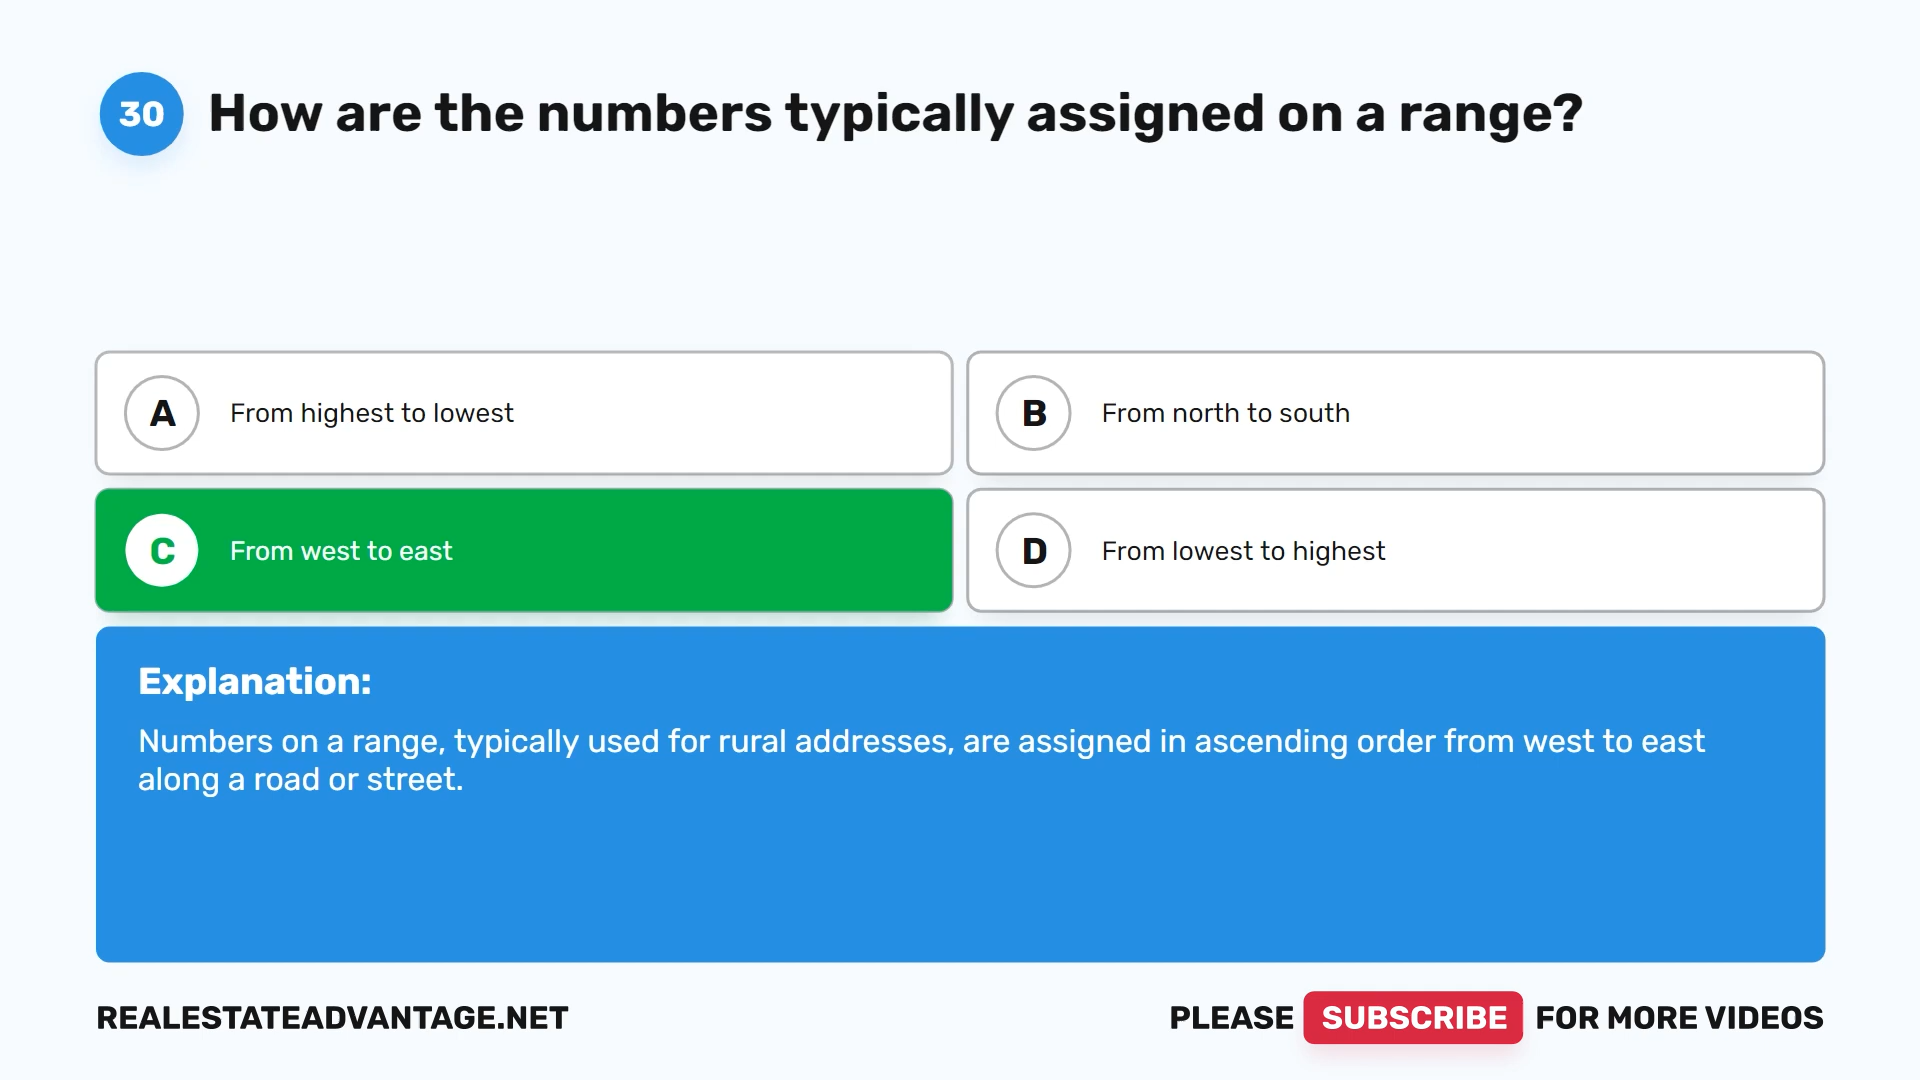 30 How are the numbers typically assigned on a range?
A From highest to lowest
B From north to south
C From west to east
D From lowest to highest
Explanation:
Numbers on a range, typically used for rural addresses, are assigned in ascending order from west to east
along a road or street.
REALESTATEADVANTAGE.NET
PLEASE SUBSCRIBE FOR MORE VIDEOS